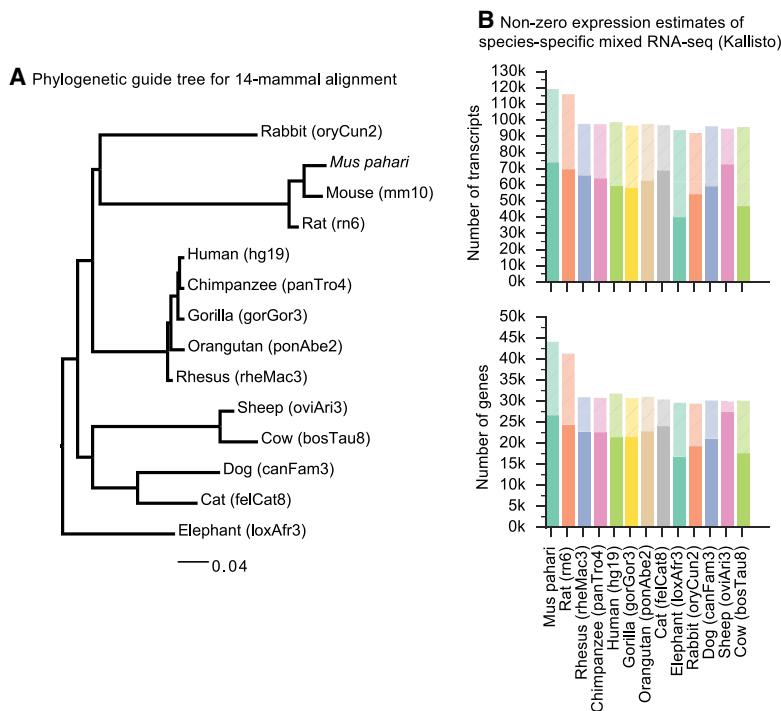 A Phylogenetic guide tree for 14-mammal alignment
Rabbit (oryCun2)
Mus pahari
Mouse (mm10)
Rat (rn6)
Human (hg19)
Chimpanzee (panTro4)
Gorilla (gorGor3)
Orangutan (ponAbe2)
Rhesus (rheMac3)
Sheep (oviAri3)
Cow (bosTau8)
Dog (canFam3)
Cat (felCat8)
Elephant (loxAfr3)
0.04
B Non-zero expression estimates of
species-specific mixed RNA-seq (Kallisto)
Number of transcripts
130k
120k
110k
100k
90k
80k
70k
60k
50k
40k
30k
20k
10k
0k
Number of genes
50k
45k
40k
35k
30k
25k
20k
15k
10k
5k
0k
Mus pahari
Rat (rn6)
Rhesus (rheMac3)
Chimpanzee (panTro4)
Human (hg19)
Gorilla (gorGor3)
Orangutan (ponAbe2)
Cat (felCat8)
Elephant (loxAfr3)
Rabbit (oryCun2)
Dog (canFam3)
Sheep (oviAri3)
Cow (bosTau8)